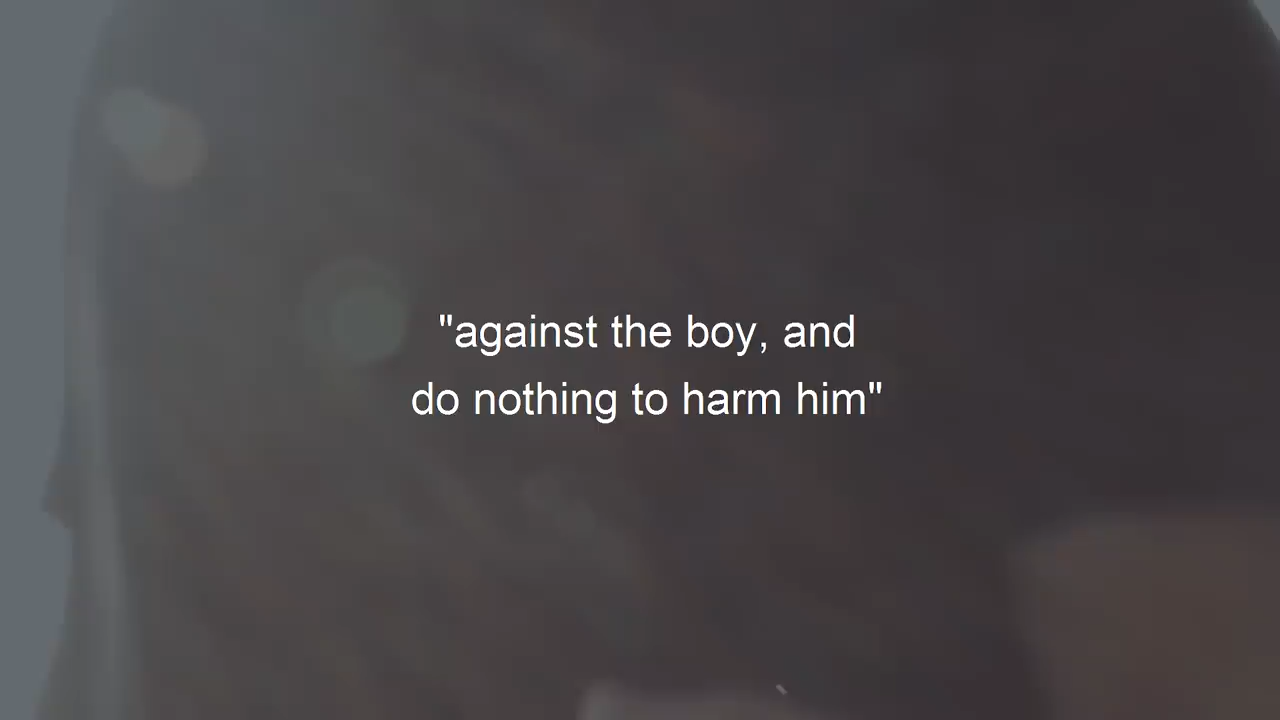 "against the boy, and
do nothing to harm him"